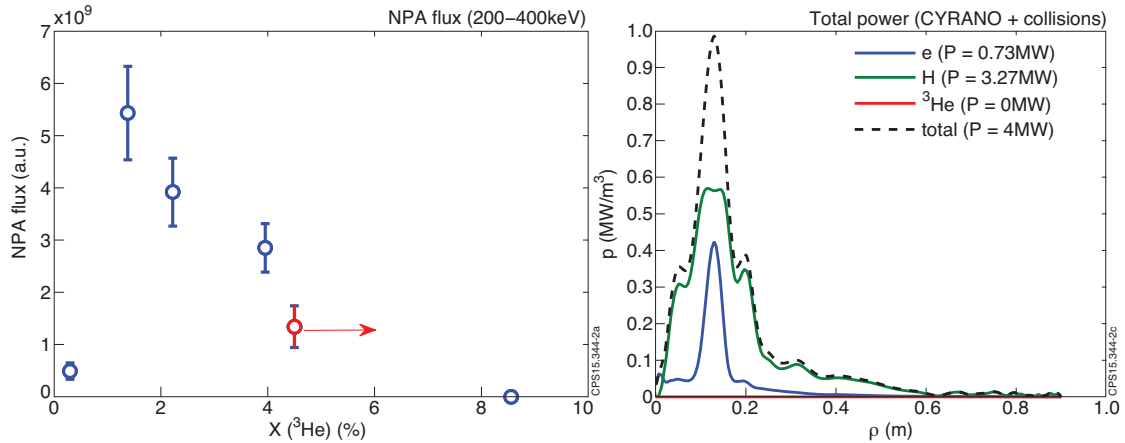 ×10⁹
NPA flux (200−400keV)
7
6
5
4
3
2
1
0
NPA flux (a.u.)
0
2
4
6
8
10
X (³He) (%)
CPS15.344-2a
Total power (CYRANO + collisions)
1.0
0.9
0.8
0.7
0.6
0.5
0.4
0.3
0.2
0.1
0
p (MW/m³)
e (P = 0.73MW)
H (P = 3.27MW)
³He (P = 0MW)
total (P = 4MW)
0
0.2
0.4
0.6
0.8
1.0
ρ (m)
CPS15.344-2c